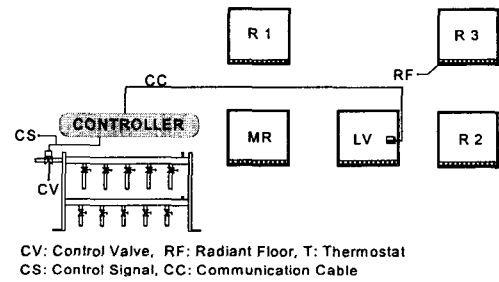 R 1
R 3
RF
CC
CONTROLLER
CS
MR
LV
R 2
CV
CV: Control Valve, RF: Radiant Floor, T: Thermostat
CS: Control Signal, CC: Communication Cable